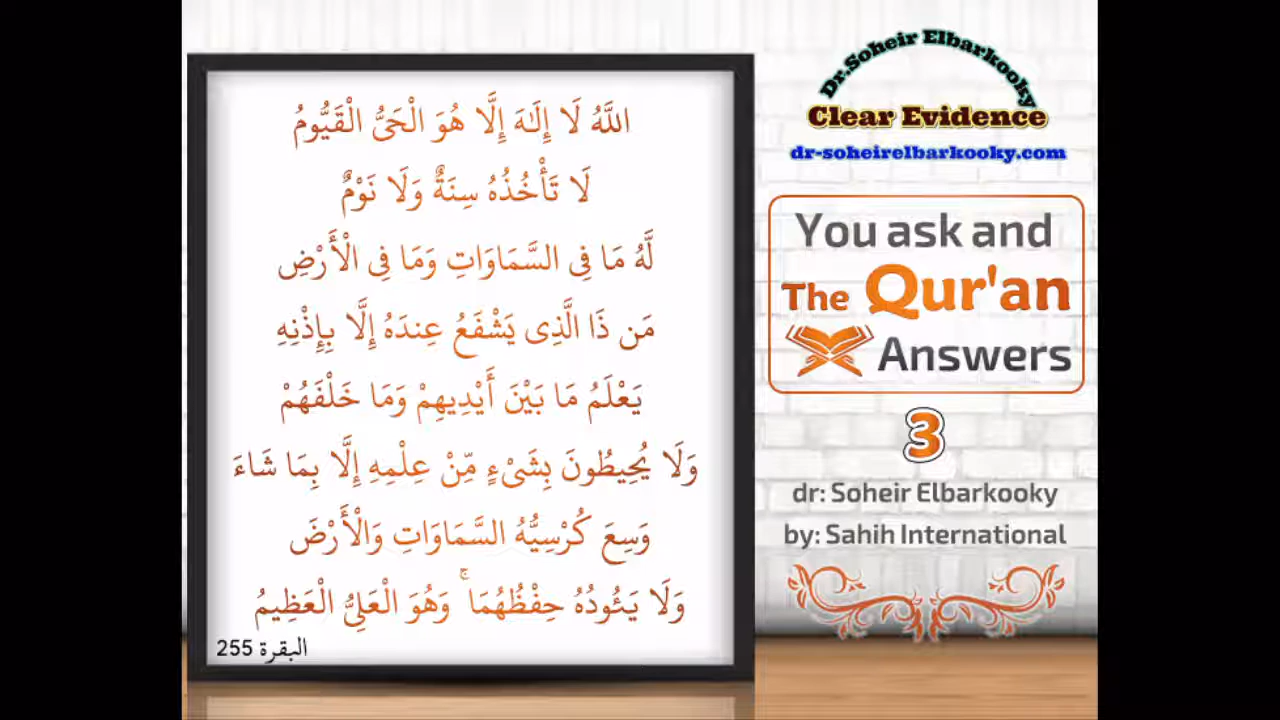 اللَّهُ لَا إِلَـٰهَ إِلَّا هُوَ الْحَىُّ الْقَيُّومُ
لَا تَأْخُذُهُ سِنَةٌ وَلَا نَوْمٌ
لَّهُ مَا فِى السَّمَاوَاتِ وَمَا فِى الْأَرْضِ
مَن ذَا الَّذِى يَشْفَعُ عِندَهُ إِلَّا بِإِذْنِهِ
يَعْلَمُ مَا بَيْنَ أَيْدِيهِمْ وَمَا خَلْفَهُمْ
وَلَا يُحِيطُونَ بِشَىْءٍ مِّنْ عِلْمِهِ إِلَّا بِمَا شَاءَ
وَسِعَ كُرْسِيُّهُ السَّمَاوَاتِ وَالْأَرْضَ
وَلَا يَـُٔودُهُ حِفْظُهُمَا ۚ وَهُوَ الْعَلِىُّ الْعَظِيمُ
البقرة 255
Dr.Soheir Elbarkooky
Clear Evidence
dr-soheirelbarkooky.com
You ask and
The Qur'an
Answers
3
dr: Soheir Elbarkooky
by: Sahih International